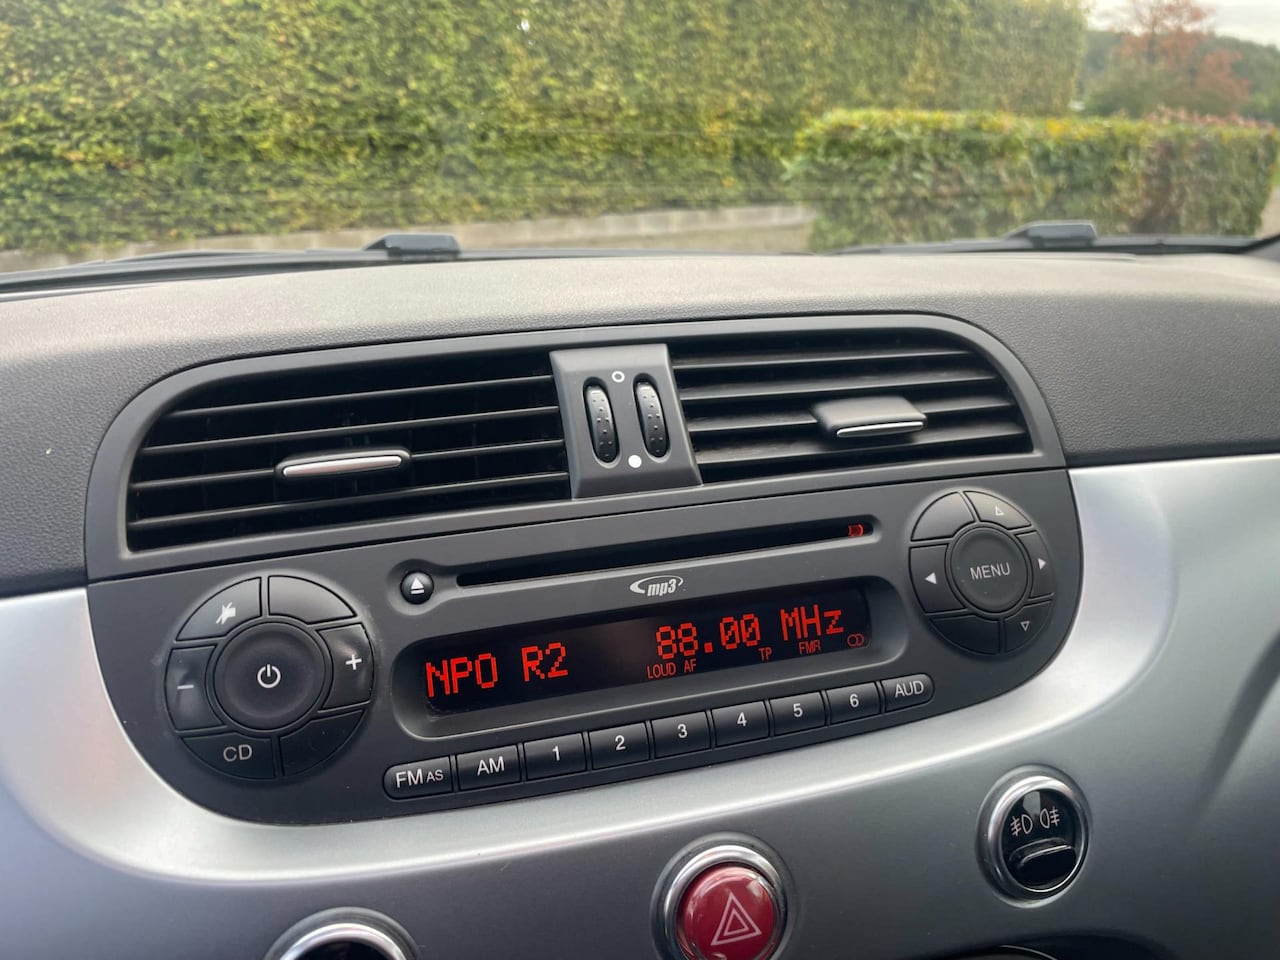 mp3
MENU
NPO R2 88.00 MHz
LOUD AF TP FMA
CD
FM AS AM 1 2 3 4 5 6 AUD